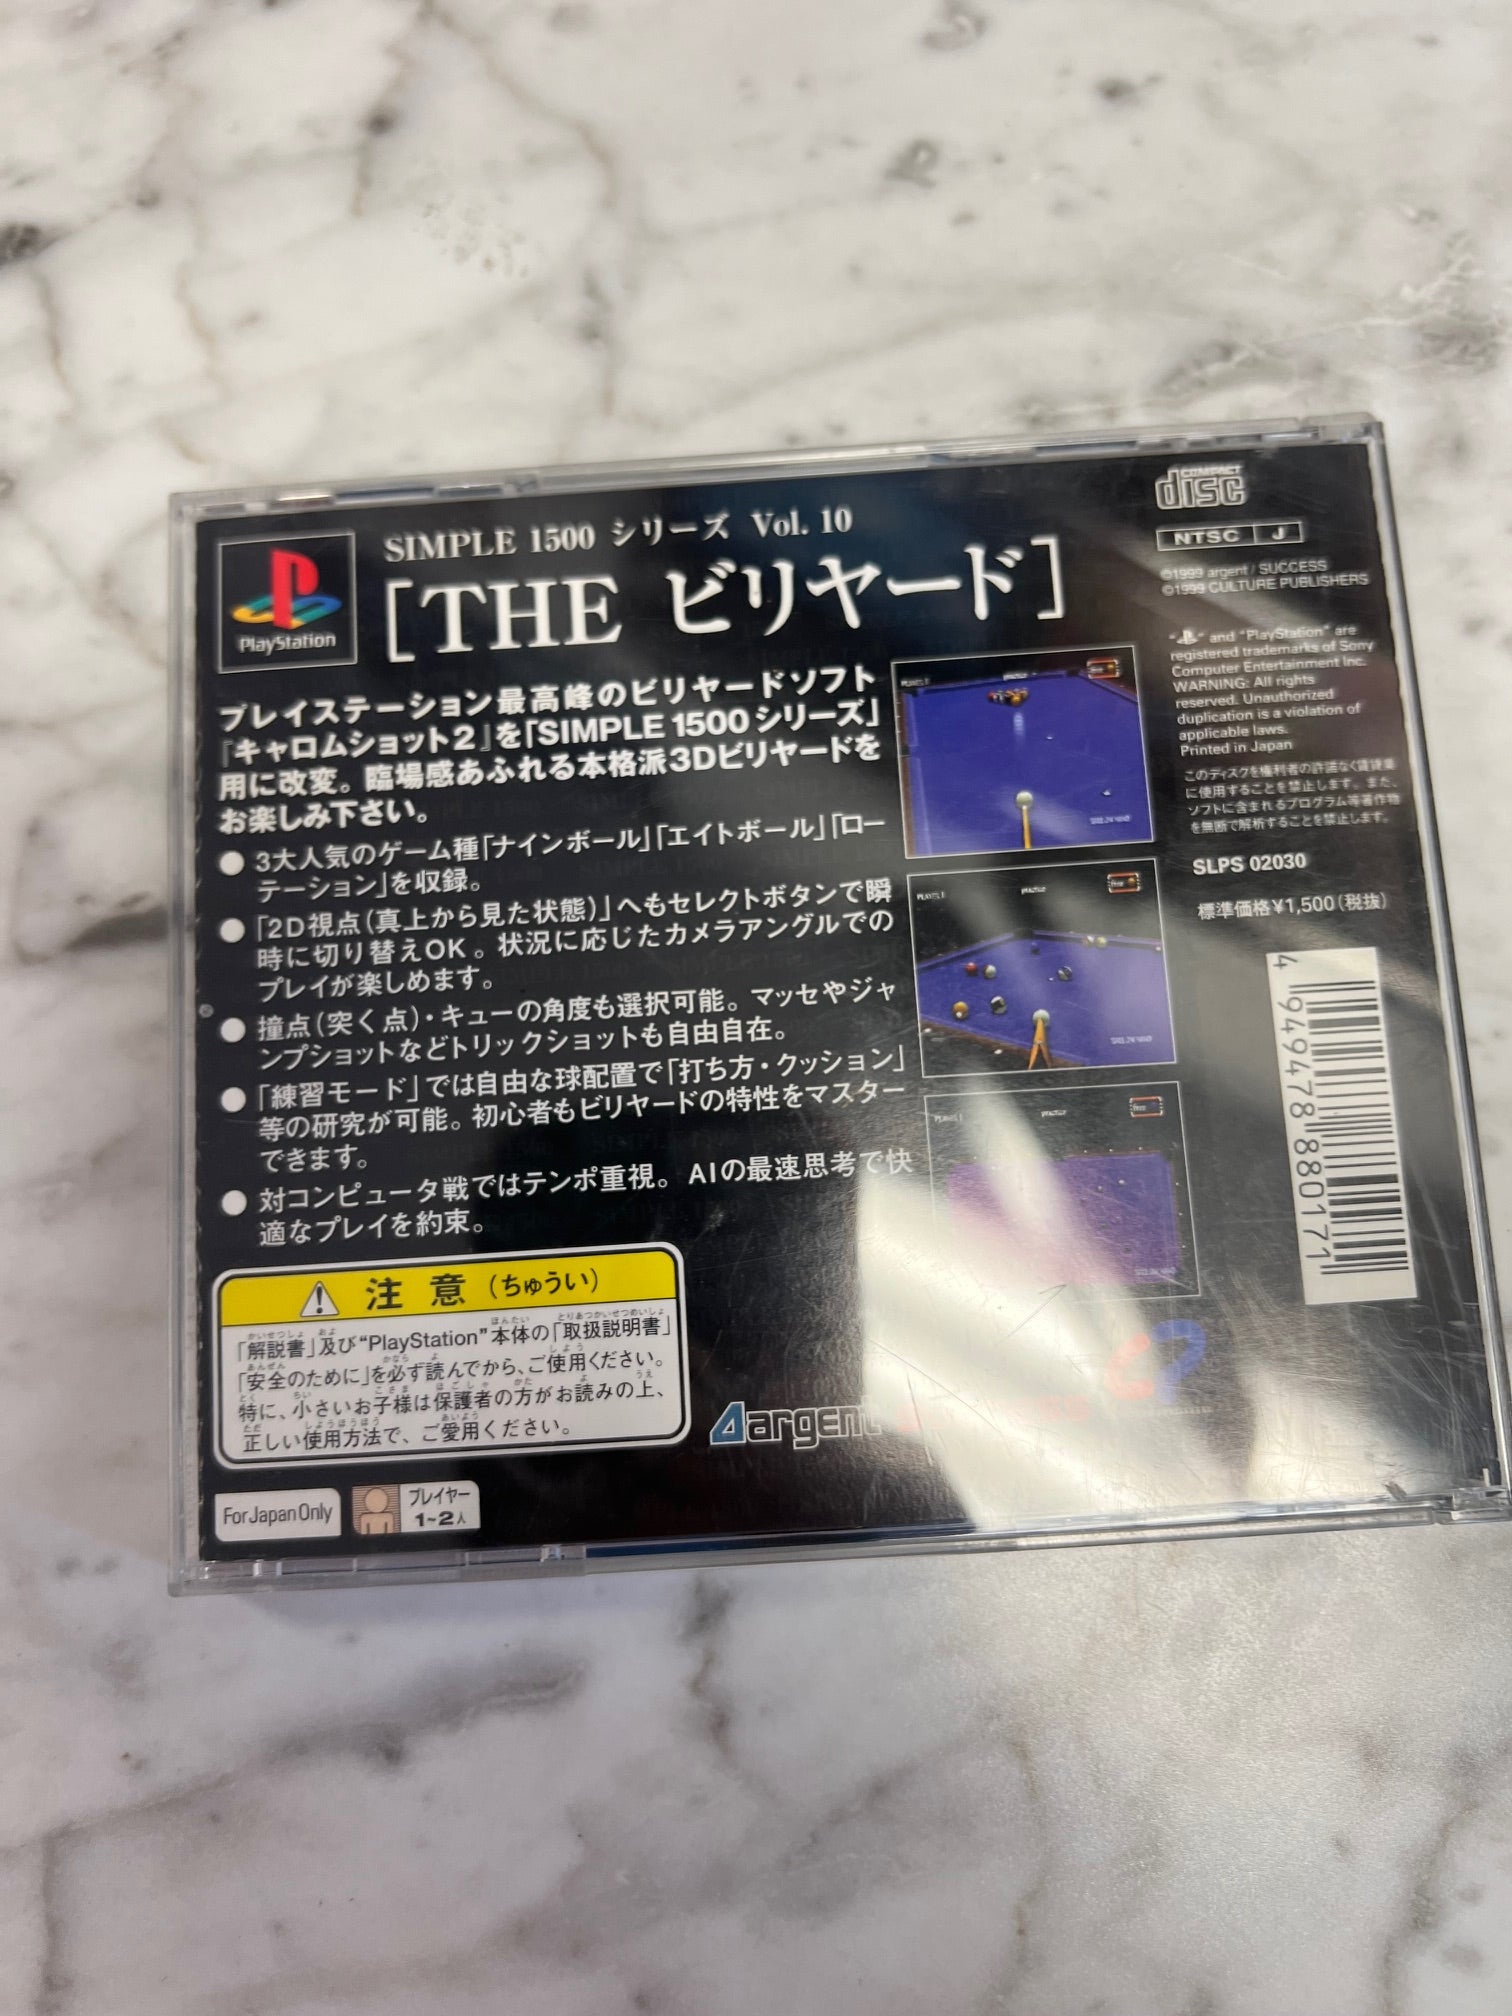 SIMPLE 1500 シリーズ Vol. 10
[THE ビリヤード]
PlayStation
プレイステーション最高峰のビリヤードソフト
『キャロムショット2』を「SIMPLE 1500 シリーズ」
用に改変。臨場感あふれる本格派3Dビリヤードを
お楽しみ下さい。
● 3大人気のゲーム種「ナインボール」「エイトボール」「ロー
テーション」を収録。
● 「2D視点(真上から見た状態)」へもセレクトボタンで瞬
時に切り替えOK。状況に応じたカメラアングルでの
プレイが楽しめます。
● 撞点(突く点)・キューの角度も選択可能。マッセやジャ
ンプショットなどトリックショットも自由自在。
● 「練習モード」では自由な球配置で「打ち方・クッション」
等の研究が可能。初心者もビリヤードの特性をマスター
できます。
● 対コンピュータ戦ではテンポ重視。AIの最速思考で快
適なプレイを約束。
注意(ちゅうい)
「解説書」及び“PlayStation”本体の「取扱説明書」
「安全のために」を必ず読んでから、ご使用ください。
特に、小さいお子様は保護者の方がお読みの上、
正しい使用方法で、ご愛用ください。
For Japan Only
プレイヤー
1~2人
argent
COMPACT
disc
NTSC J
©1999 argent / SUCCESS
©1999 CULTURE PUBLISHERS
" " and "PlayStation" are
registered trademarks of Sony
Computer Entertainment Inc.
WARNING: All rights
reserved. Unauthorized
duplication is a violation of
applicable laws.
Printed in Japan
このディスクを権利者の許諾なく賃貸業
に使用することを禁止します。また、
ソフトに含まれるプログラム等著作物
を無断で解析することを禁止します。
SLPS 02030
標準価格¥1,500(税抜)
4 949478 880171